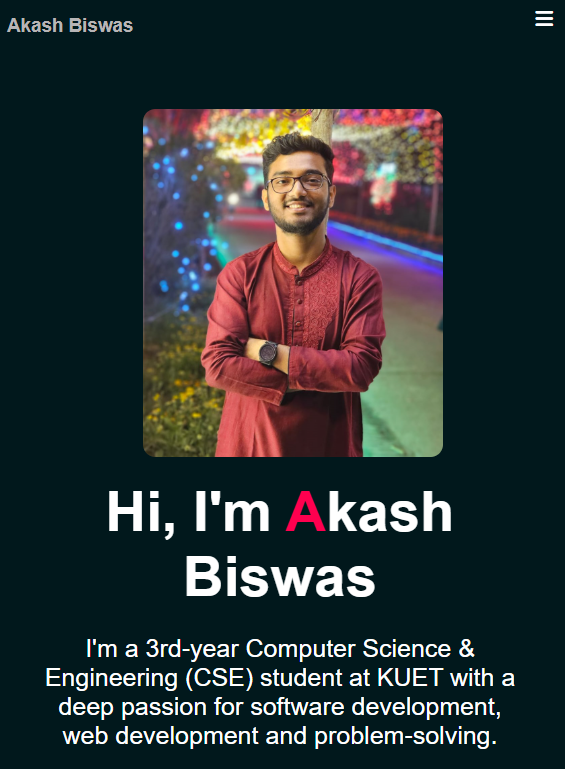 Akash Biswas
Hi, I'm Akash
Biswas
I'm a 3rd-year Computer Science &
Engineering (CSE) student at KUET with a
deep passion for software development,
web development and problem-solving.